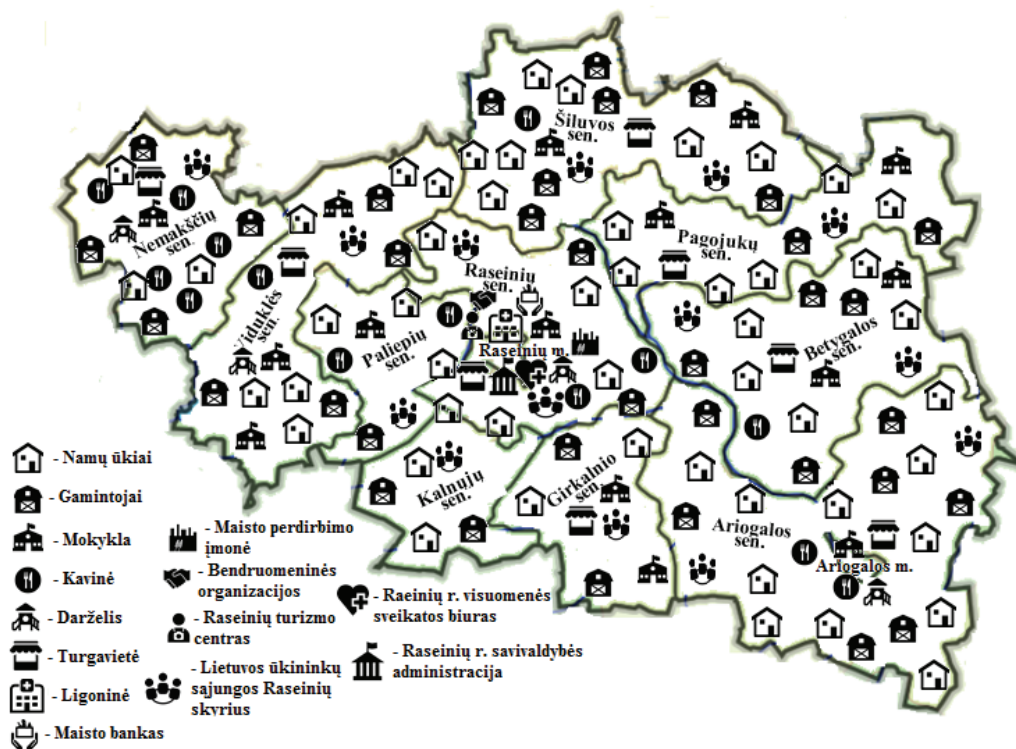 Šiluvos
sen.
Nemakščių
sen.
Pagojukų
sen.
Raseinių
sen.
Viduklės
sen.
Paliepių
sen.
Raseinių m.
Betygalos
sen.
Kalnųjų
sen.
Girkalnio
sen.
Ariogalos
sen.
Ariogalos m.
- Namų ūkiai
- Gamintojai
- Mokykla
- Kavinė
- Darželis
- Turgavietė
- Ligoninė
- Maisto bankas
- Maisto perdirbimo
įmonė
- Bendruomeninės
organizacijos
- Raseinių turizmo
centras
- Lietuvos ūkininkų
sąjungos Raseinių
skyrius
- Raeinių r. visuomenės
sveikatos biuras
- Raseinių r. savivaldybės
administracija